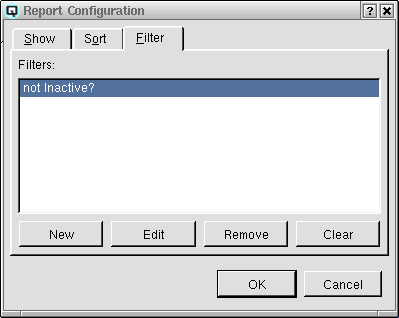 Q Report Configuration ?
Show Sort Filter
Filters:
not Inactive?
New Edit Remove Clear
OK Cancel